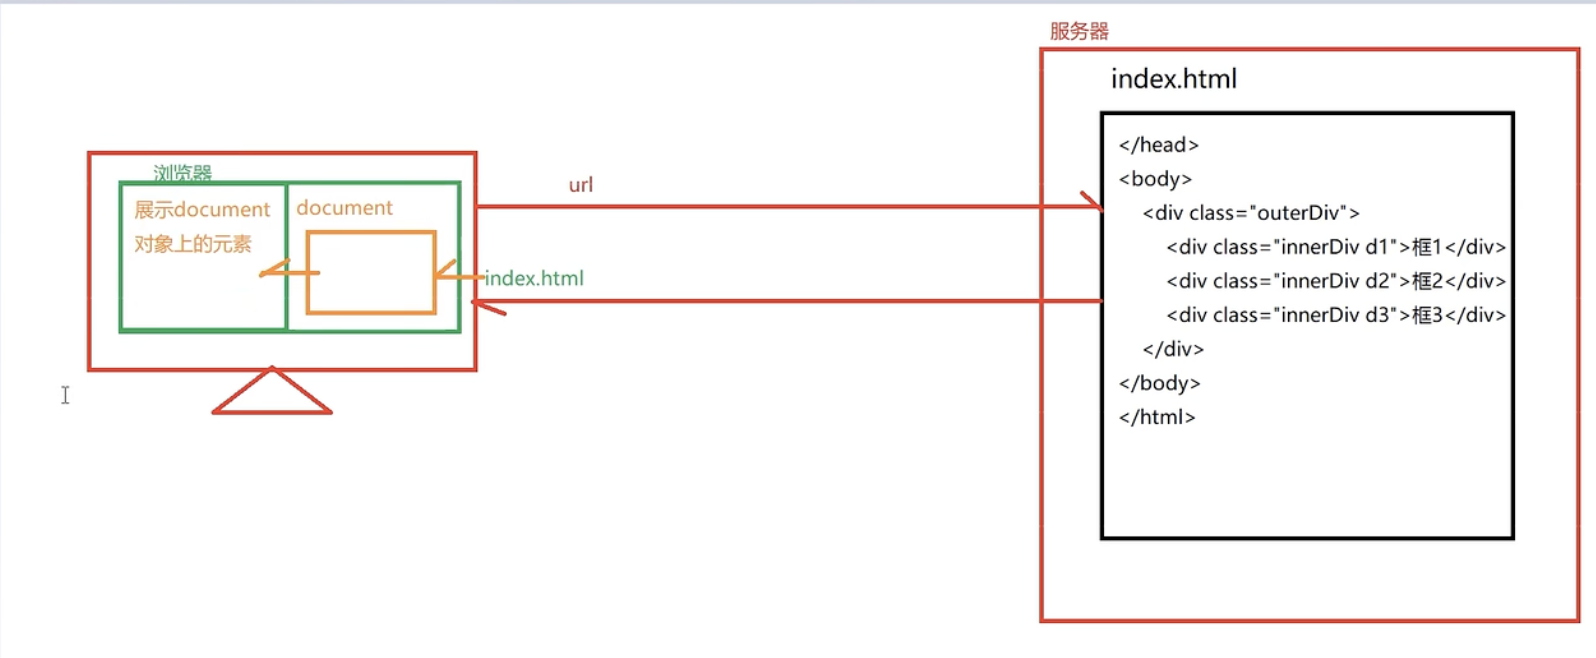 服务器
index.html
</head>
<body>
<div class="outerDiv">
<div class="innerDiv d1">框1</div>
<div class="innerDiv d2">框2</div>
<div class="innerDiv d3">框3</div>
</div>
</body>
</html>
浏览器
展示document
对象上的元素
document
url
index.html